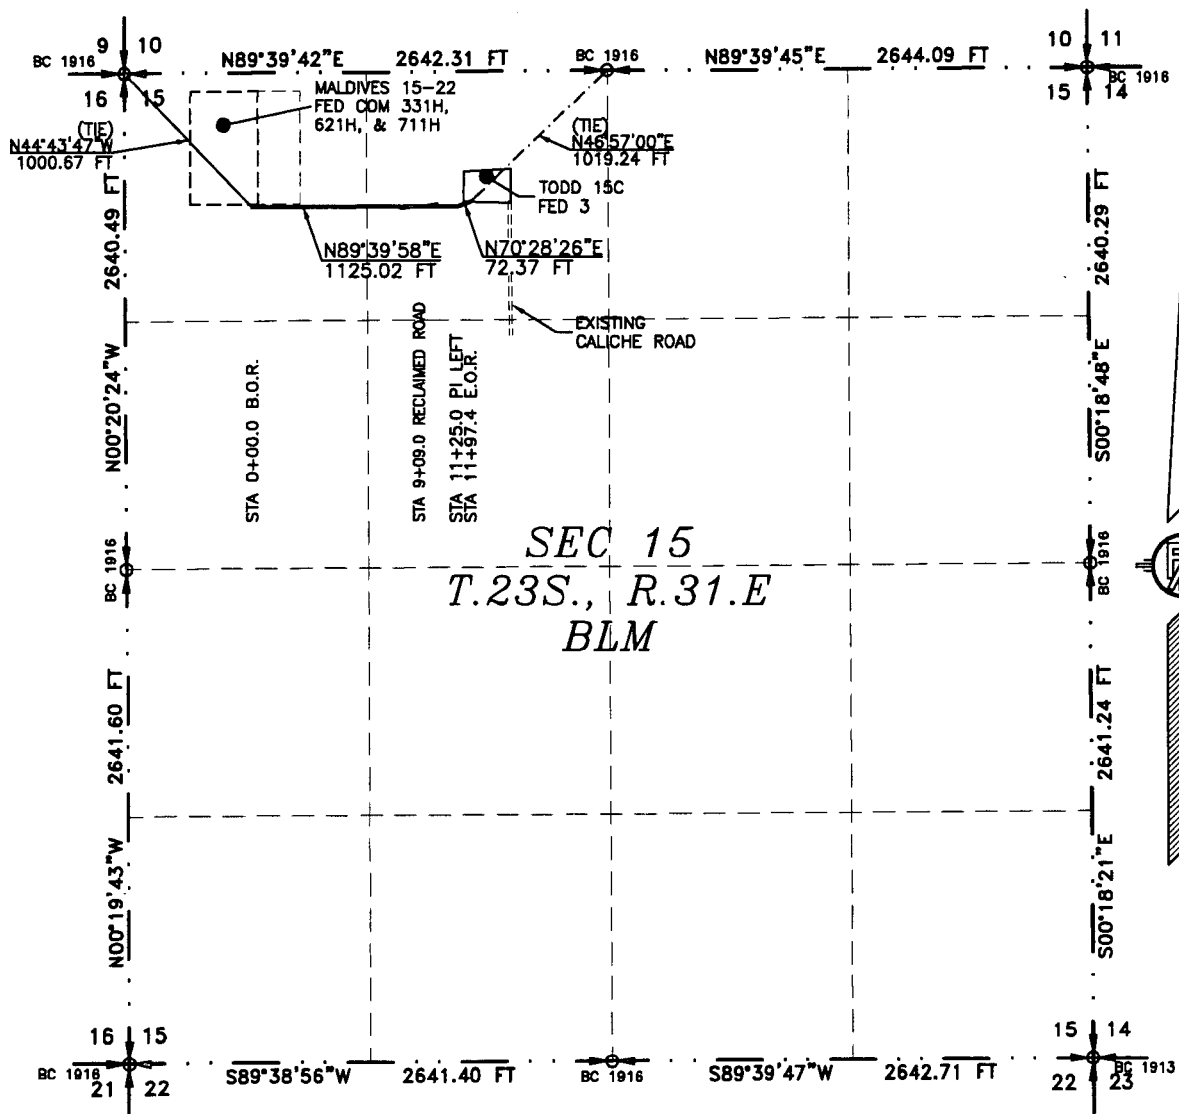 9 10
BC 1916
N89°39'42"E 2642.31 FT
BC 1916
N89°39'45"E 2644.09 FT
10 11
BC 1916
16 15
15 14
MALDIVES 15-22
FED COM 331H,
621H, & 711H
(TIE)
N44°43'47"W
1000.67 FT
(TIE)
N46°57'00"E
1019.24 FT
TODD 15C
FED 3
N89°39'58"E
1125.02 FT
N70°28'26"E
72.37 FT
EXISTING
CALICHE ROAD
2640.49 FT
N00°20'24"W
2640.29 FT
S00°18'48"E
STA 0+00.0 B.O.R.
STA 9+09.0 RECLAIMED ROAD
STA 11+25.0 PI LEFT
STA 11+97.4 E.O.R.
SEC 15
T.23S., R.31.E
BLM
BC 1916
BC 1916
2641.60 FT
N00°19'43"W
2641.24 FT
S00°18'21"E
16 15
BC 1916
21 22
S89°38'56"W 2641.40 FT
BC 1916
S89°39'47"W 2642.71 FT
15 14
22 23
BC 1913